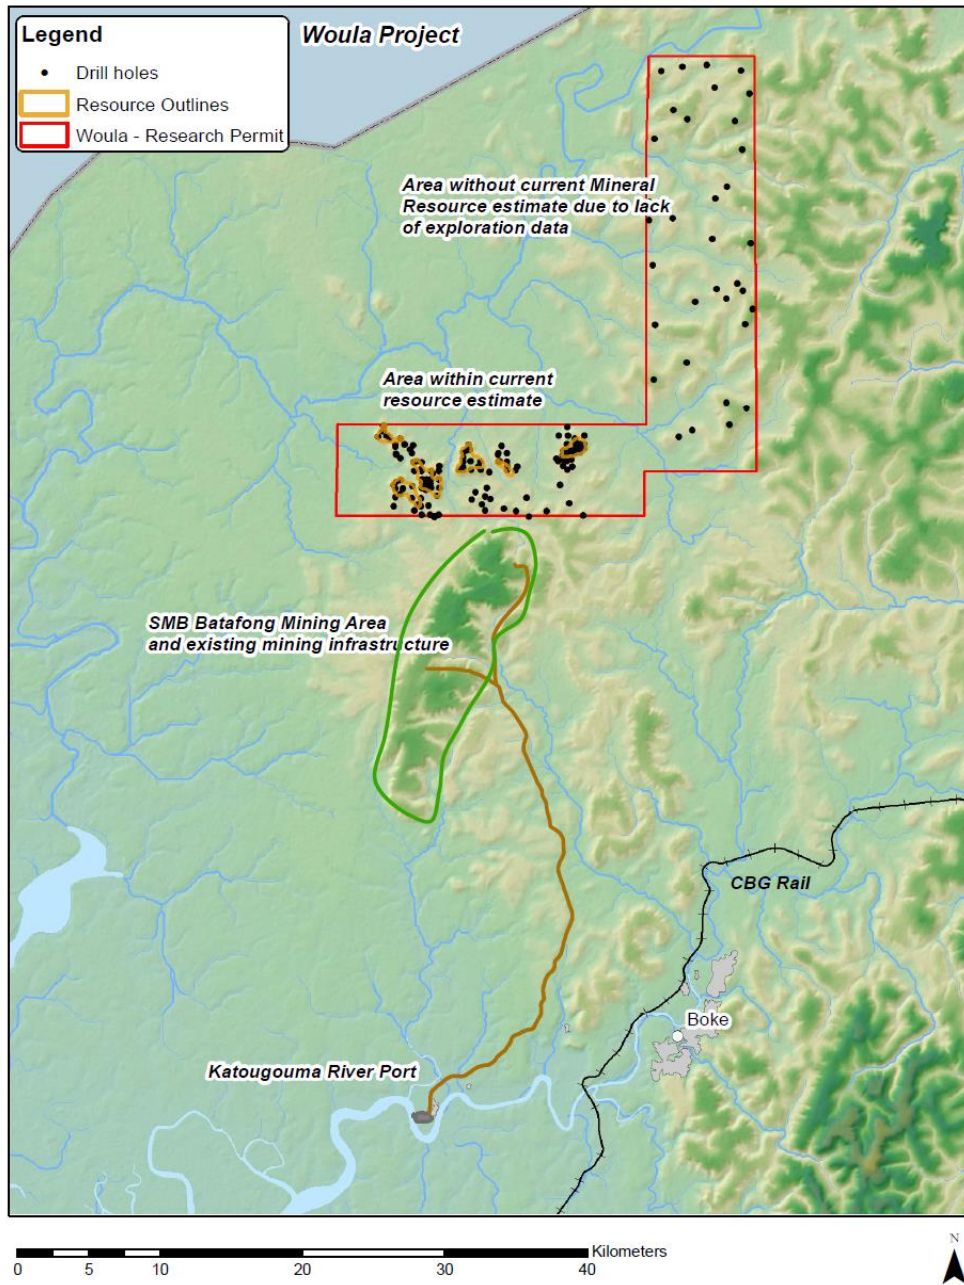 Legend
Drill holes
Resource Outlines
Woula - Research Permit
Woula Project
Area without current Mineral
Resource estimate due to lack
of exploration data
Area within current
resource estimate
SMB Batafong Mining Area
and existing mining infrastructure
CBG Rail
Boke
Katougouma River Port
Kilometers
0 5 10 20 30 40
N